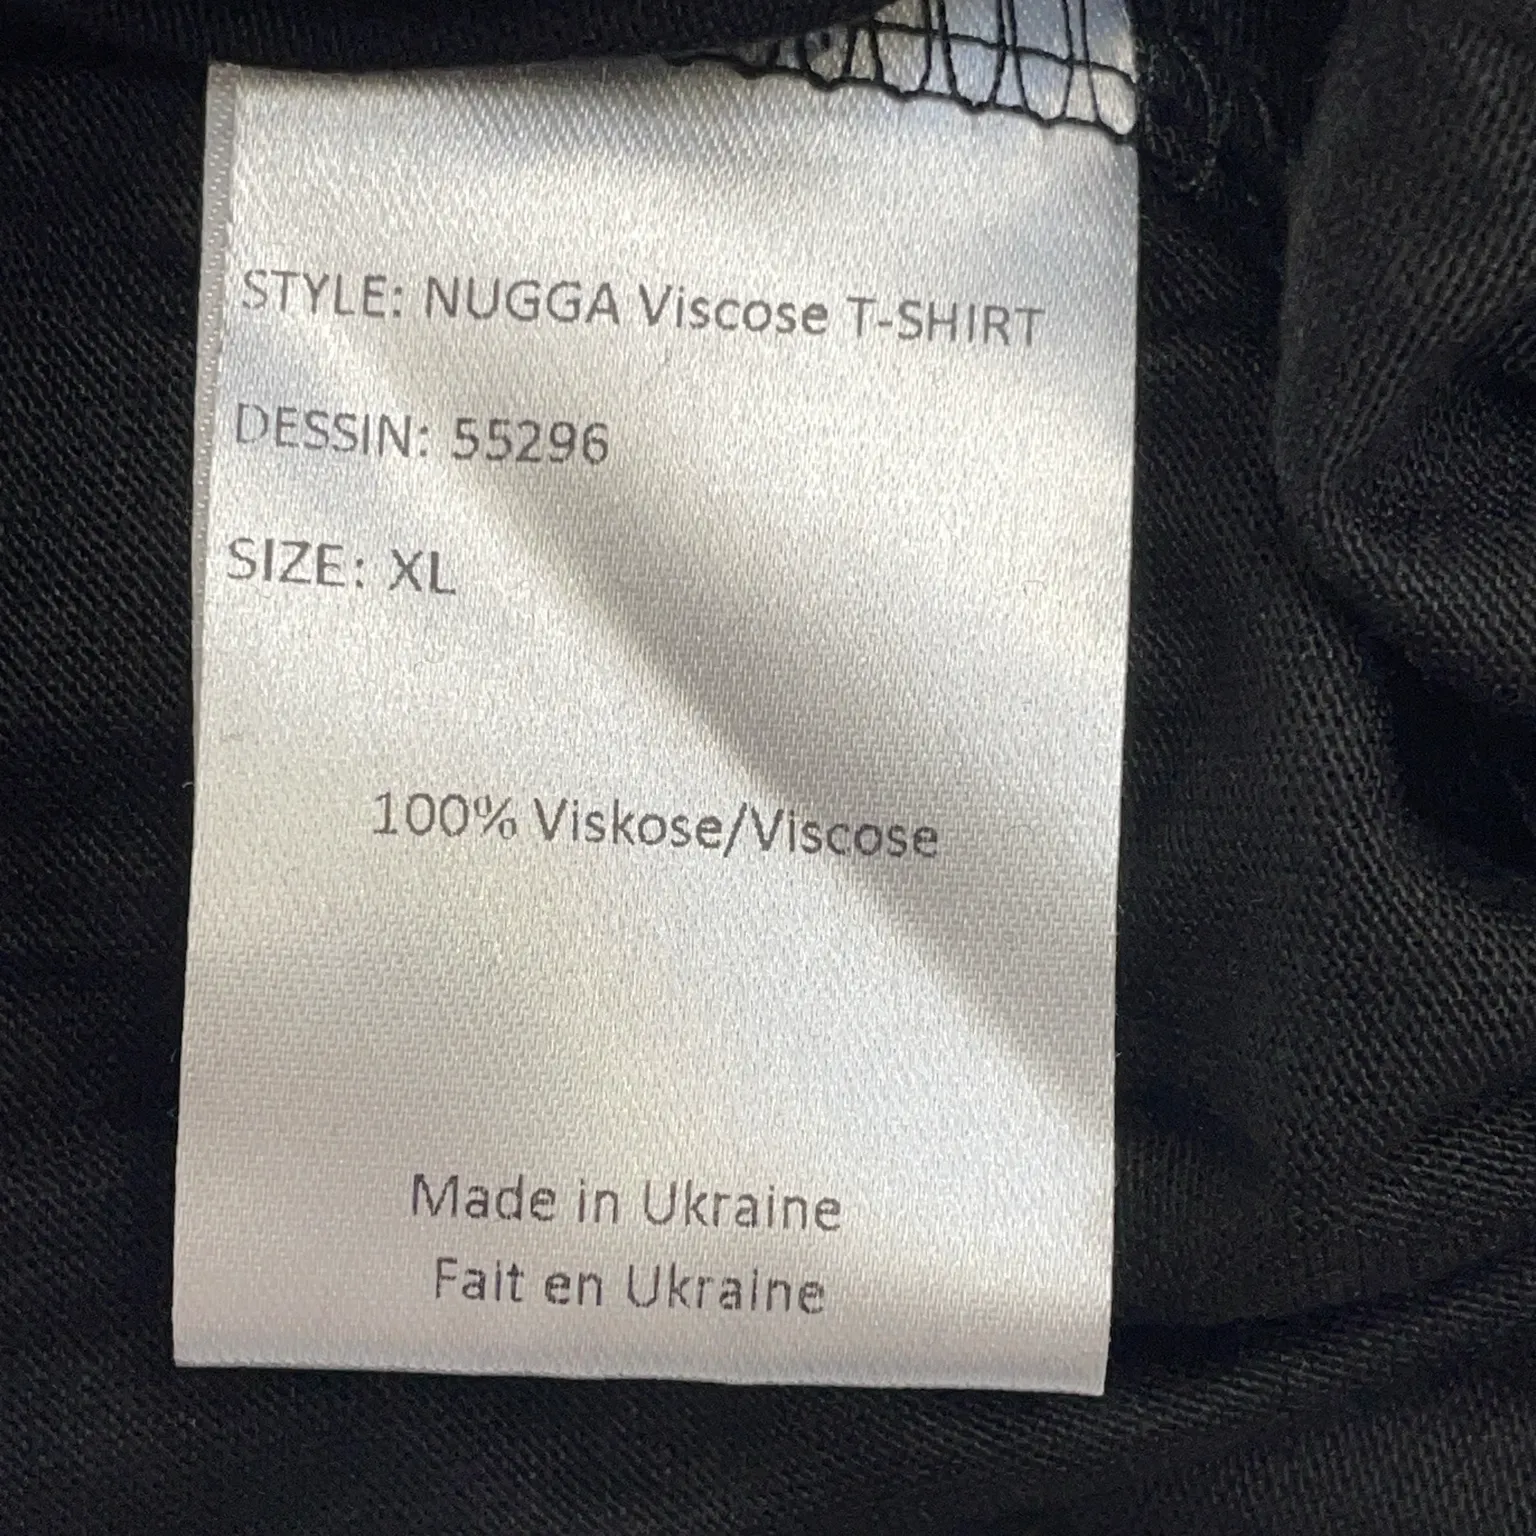 STYLE: NUGGA Viscose T-SHIRT
DESSIN: 55296
SIZE: XL
100% Viskose/Viscose
Made in Ukraine
Fait en Ukraine